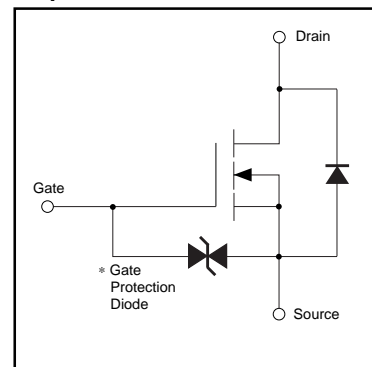 Drain
Gate
* Gate
Protection
Diode
Source